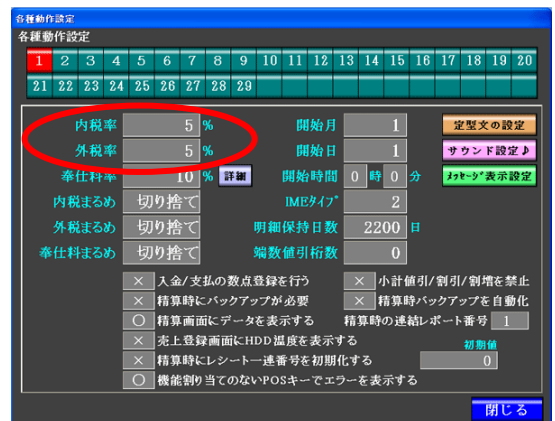 各種動作設定
各種動作設定
1 2 3 4 5 6 7 8 9 10 11 12 13 14 15 16 17 18 19 20
21 22 23 24 25 26 27 28 29
内税率 5 % 開始月 1 定型文の設定
外税率 5 % 開始日 1 サウンド設定♪
奉仕料率 10 % 詳細 開始時間 0 時 0 分 ﾒｯｾｰｼﾞ表示設定
内税まるめ 切り捨て IMEﾀｲﾌﾟ 2
外税まるめ 切り捨て 明細保持日数 2200 日
奉仕料まるめ 切り捨て 端数値引桁数 0
× 入金/支払の数点登録を行う × 小計値引/割引/割増を禁止
× 精算時にバックアップが必要 × 精算時バックアップを自動化
○ 精算画面にデータを表示する 精算時の連結レポート番号 1
× 売上登録画面にHDD温度を表示する 初期値
× 精算時にレシート一連番号を初期化する 0
○ 機能割り当てのないPOSキーでエラーを表示する
閉じる